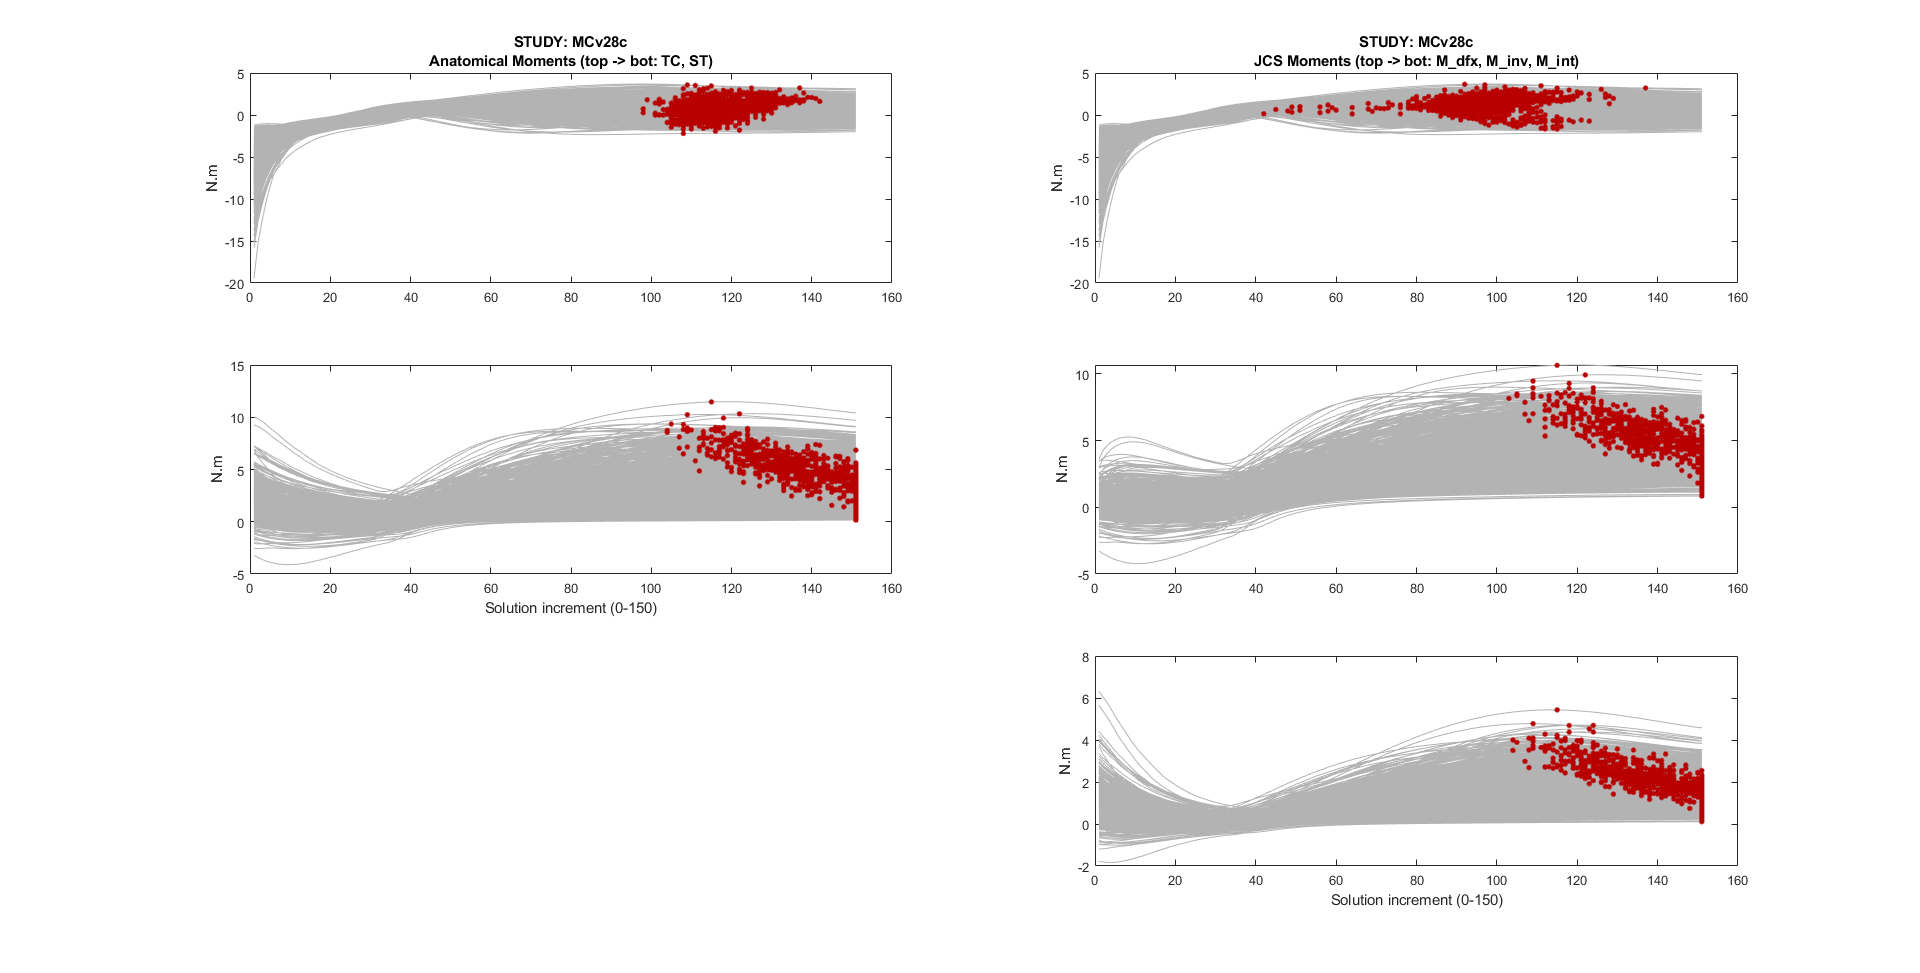 STUDY: MCv28c
Anatomical Moments (top -> bot: TC, ST)
5
0
-5
-10
-15
-20
N.m
0 20 40 60 80 100 120 140 160
15
10
5
0
-5
N.m
0 20 40 60 80 100 120 140 160
Solution increment (0-150)
STUDY: MCv28c
JCS Moments (top -> bot: M_dfx, M_inv, M_int)
5
0
-5
-10
-15
-20
N.m
0 20 40 60 80 100 120 140 160
10
5
0
-5
N.m
0 20 40 60 80 100 120 140 160
8
6
4
2
0
-2
N.m
0 20 40 60 80 100 120 140 160
Solution increment (0-150)